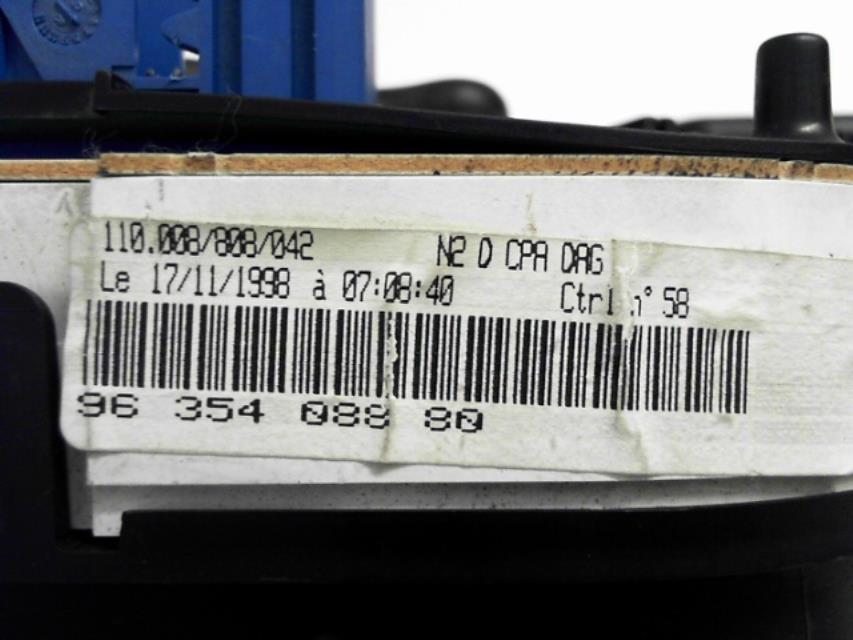 110.008/808/042 N2 D CPA DAG
Le 17/11/1998 à 07:08:40 Ctrl n° 58
96 354 088 80